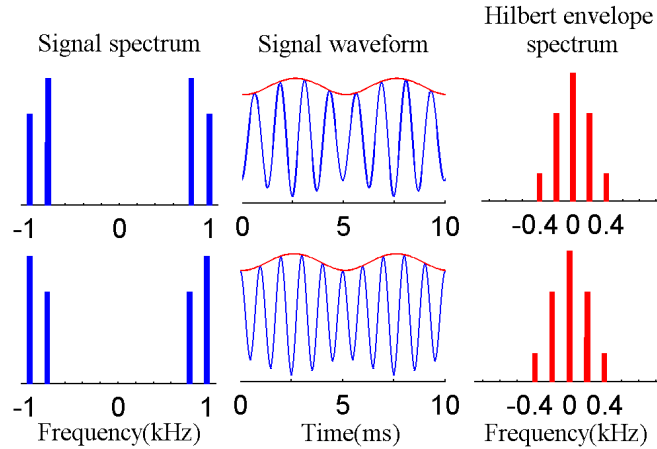 Hilbert envelope
Signal spectrum Signal waveform spectrum
-1 0 1 0 5 10 -0.4 0 0.4
-1 0 1 0 5 10 -0.4 0 0.4
Frequency(kHz) Time(ms) Frequency(kHz)